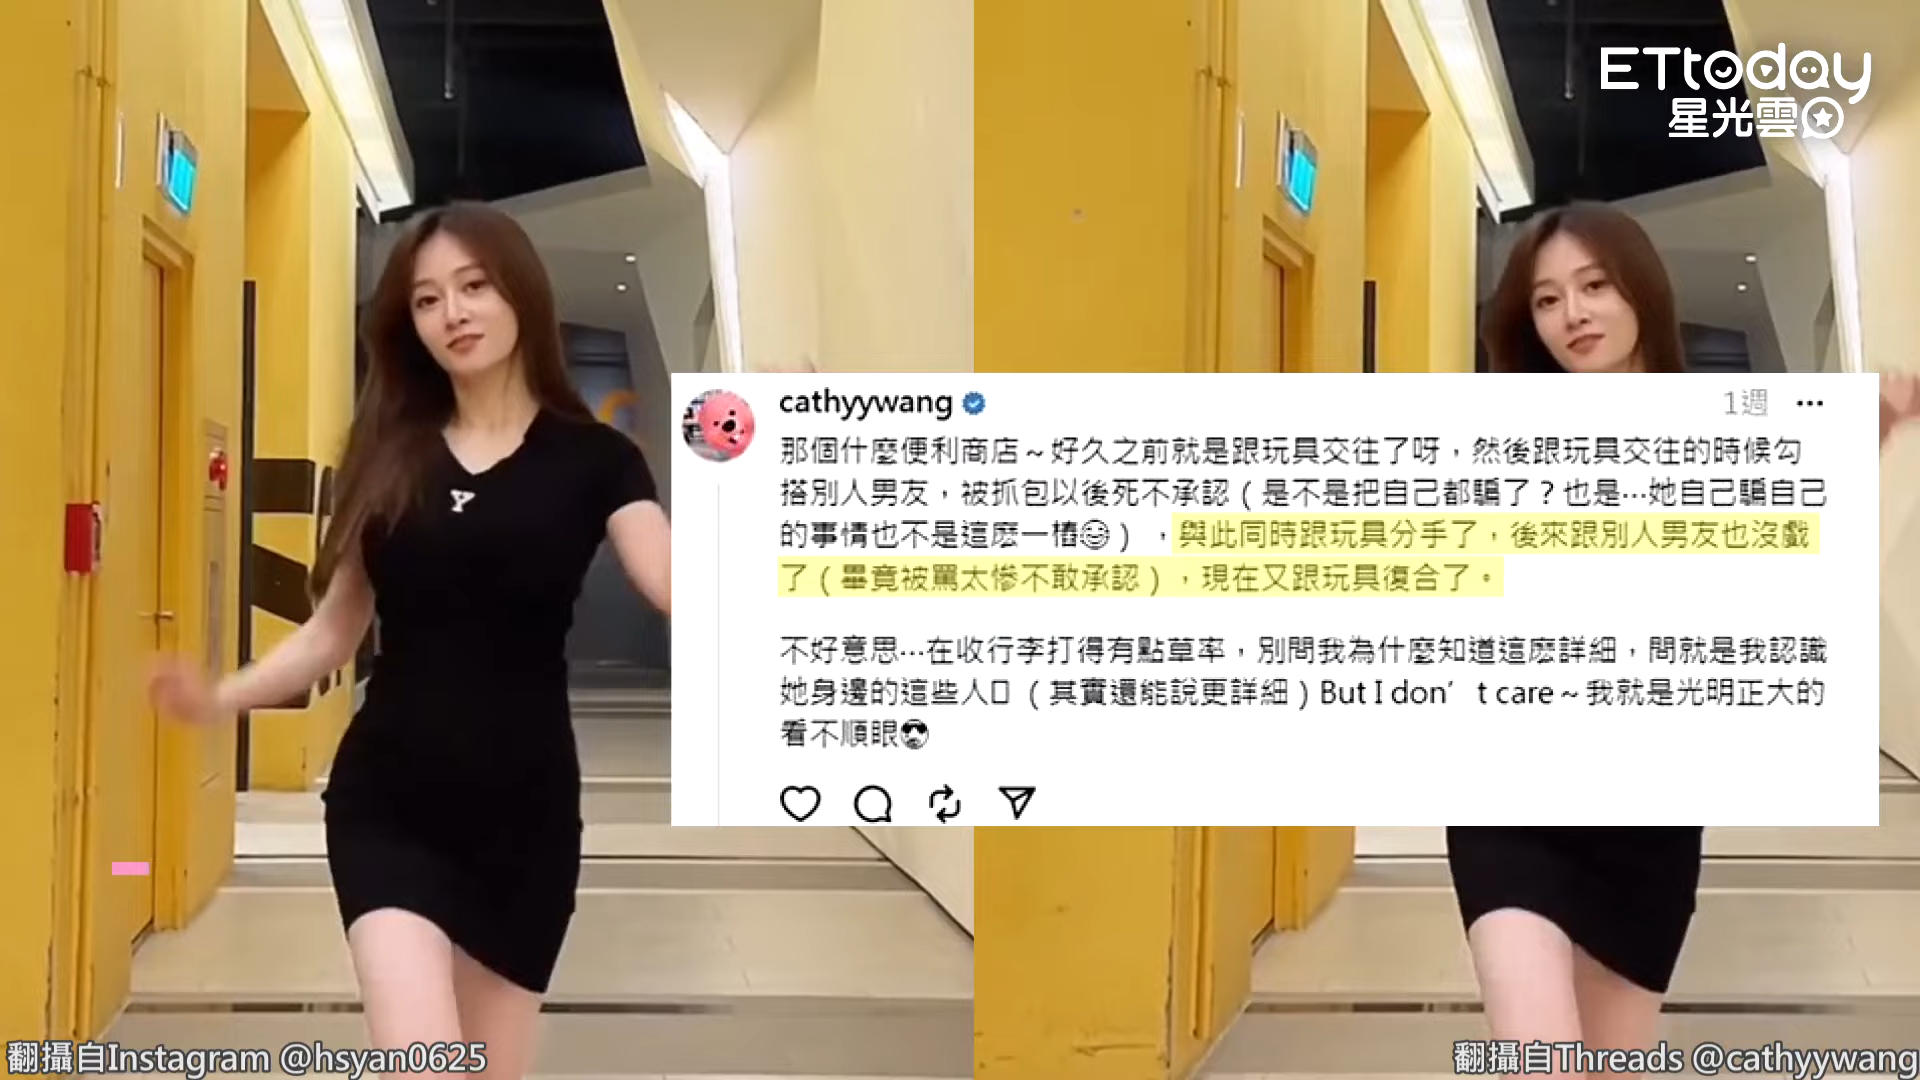 ETtoday
星光雲
Y
cathyywang
1週
那個什麼便利商店～好久之前就是跟玩具交往了呀，然後跟玩具交往的時候勾
搭別人男友，被抓包以後死不承認（是不是把自己都騙了？也是…她自己騙自己
的事情也不是這麼一樁），與此同時跟玩具分手了，後來跟別人男友也沒戲
了（畢竟被罵太慘不敢承認），現在又跟玩具復合了。
不好意思…在收行李打得有點草率，別問我為什麼知道這麼詳細，問就是我認識
她身邊的這些人（其實還能說更詳細）But I don't care～我就是光明正大的
看不順眼😎
翻攝自Instagram @hsyan0625
翻攝自Threads @cathyywang